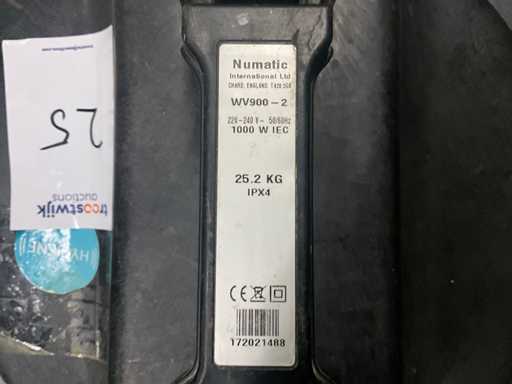 Numatic
International Ltd
CHARD, ENGLAND, TA20 2GB
WV900-2
220-240 V~ 50/60Hz
1000 W IEC
25.2 KG
IPX4
CE
172021488
25
troostwijk
auctions